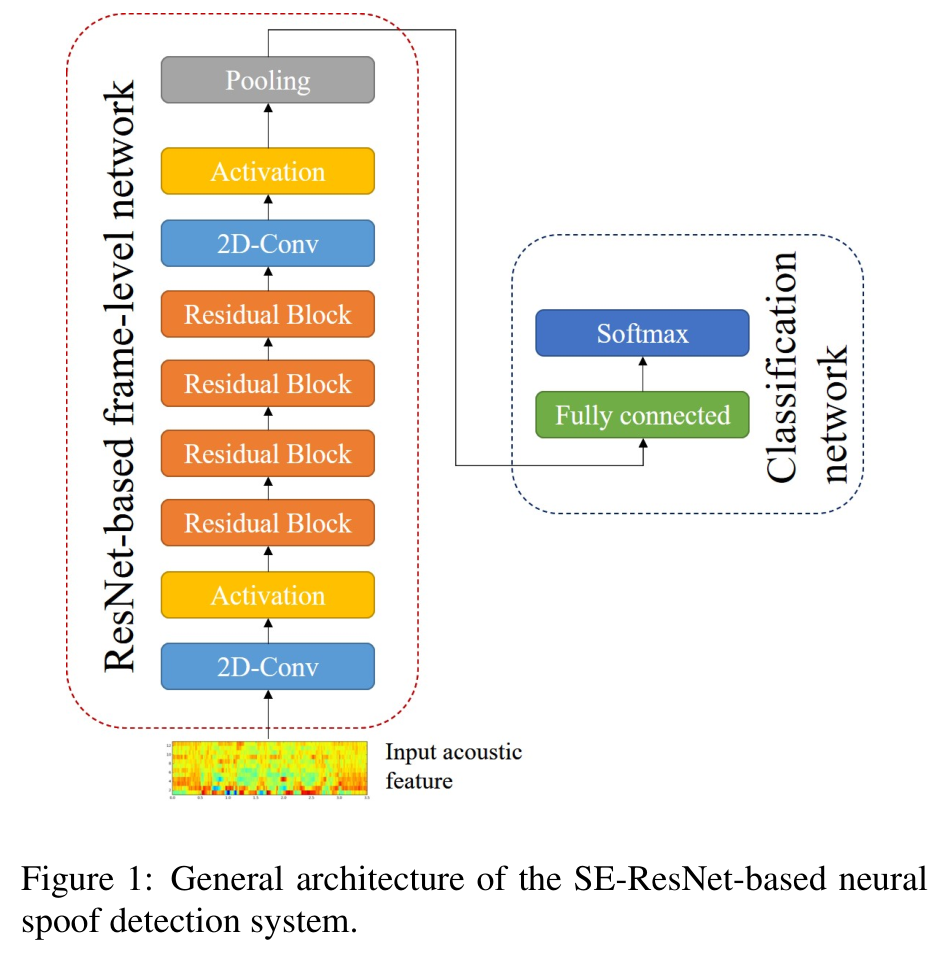 Pooling
Activation
2D-Conv
Residual Block
Residual Block
Residual Block
Residual Block
Activation
2D-Conv
ResNet-based frame-level network
Input acoustic
feature
Softmax
Fully connected
Classification
network
Figure 1: General architecture of the SE-ResNet-based neural
spoof detection system.